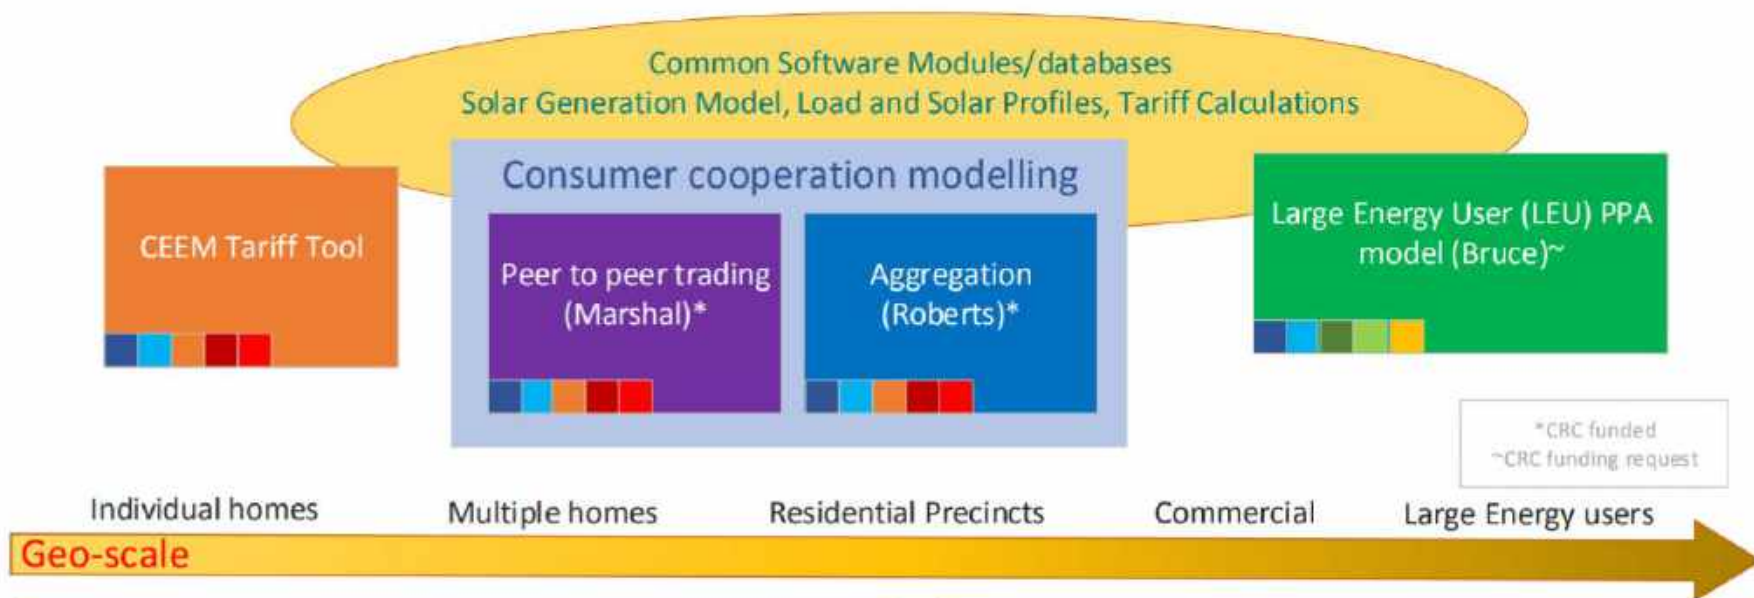 Common Software Modules/databases
Solar Generation Model, Load and Solar Profiles, Tariff Calculations
Consumer cooperation modelling
CEEM Tariff Tool
Peer to peer trading
(Marshal)*
Aggregation
(Roberts)*
Large Energy User (LEU) PPA
model (Bruce)~
*CRC funded
~CRC funding request
Individual homes
Multiple homes
Residential Precincts
Commercial
Large Energy users
Geo-scale